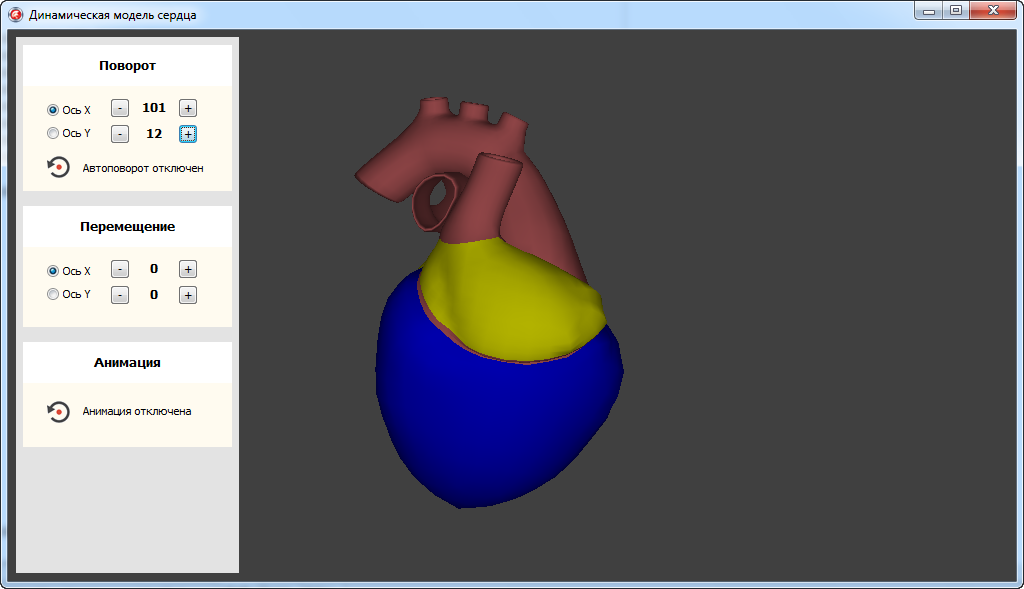 Динамическая модель сердца
Поворот
Ось X - 101 +
Ось Y - 12 +
Автоповорот отключен
Перемещение
Ось X - 0 +
Ось Y - 0 +
Анимация
Анимация отключена